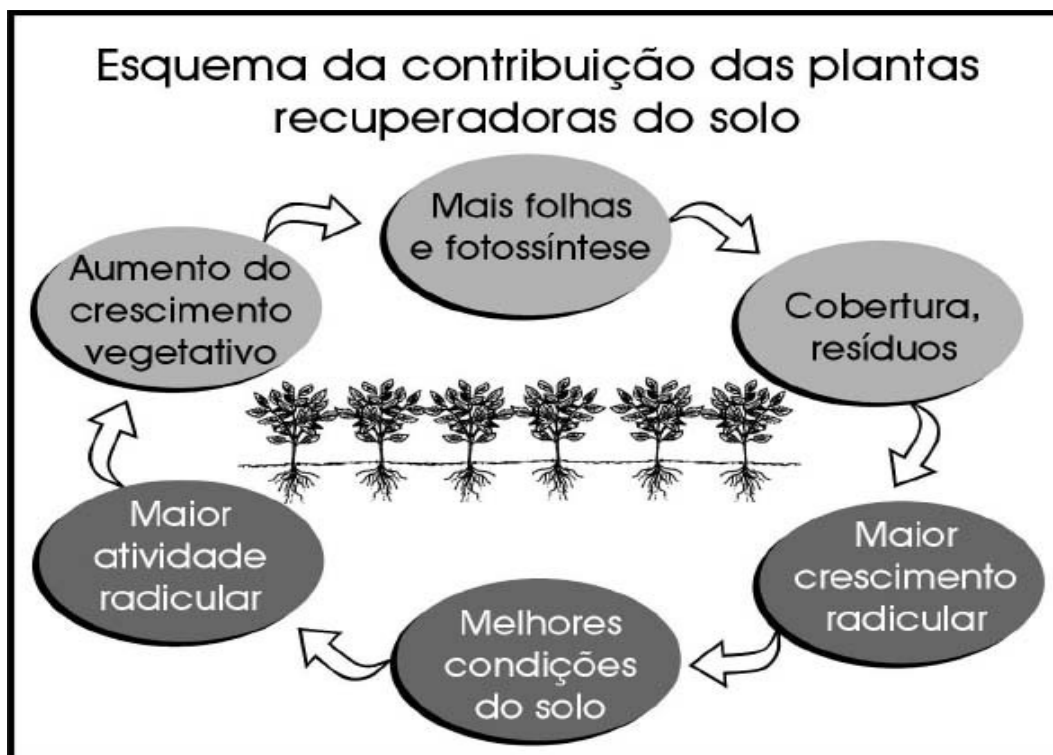 Esquema da contribuição das plantas
recuperadoras do solo
Mais folhas
e fotossíntese
Cobertura,
resíduos
Maior
crescimento
radicular
Melhores
condições
do solo
Maior
atividade
radicular
Aumento do
crescimento
vegetativo